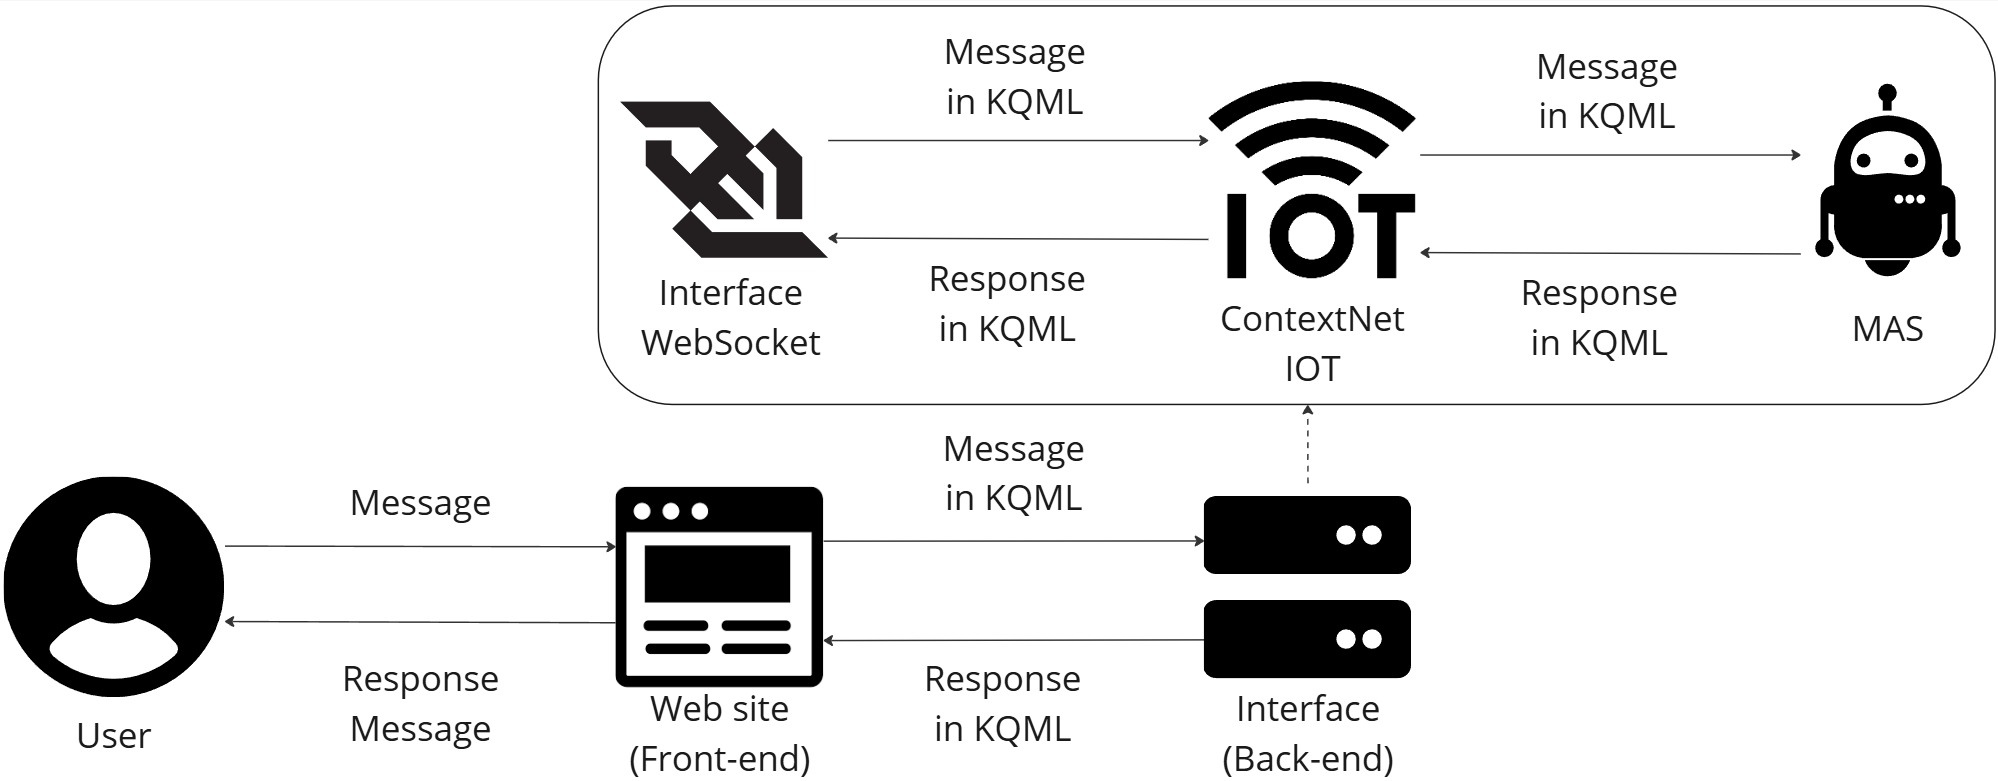 Message
in KQML
Message
in KQML
IOT
Interface
WebSocket
Response
in KQML
ContextNet
IOT
Response
in KQML
MAS
Message
Message
in KQML
Response
Message
User
Web site
(Front-end)
Response
in KQML
Interface
(Back-end)